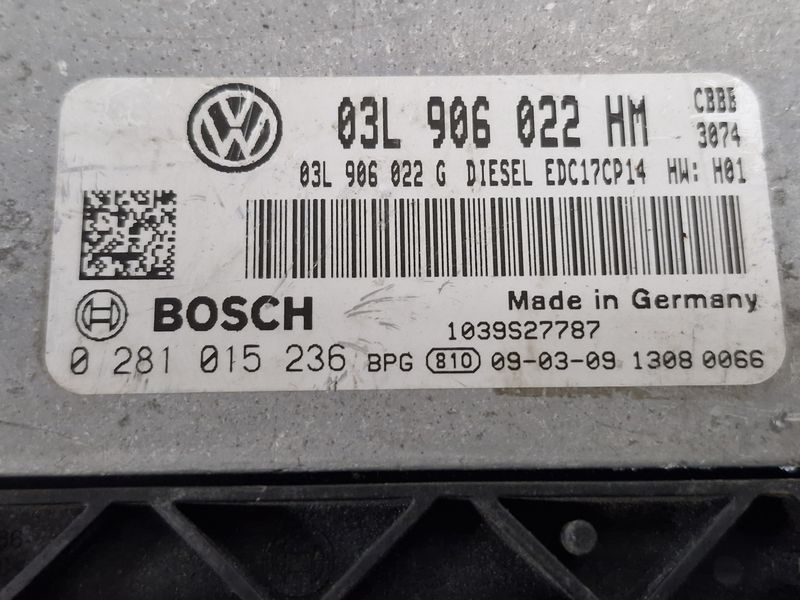 03L 906 022 HM CBBE
3074
03L 906 022 G DIESEL EDC17CP14 HW: H01
BOSCH Made in Germany
1039S27787
0 281 015 236 BPG 810 09-03-09 1308 0066